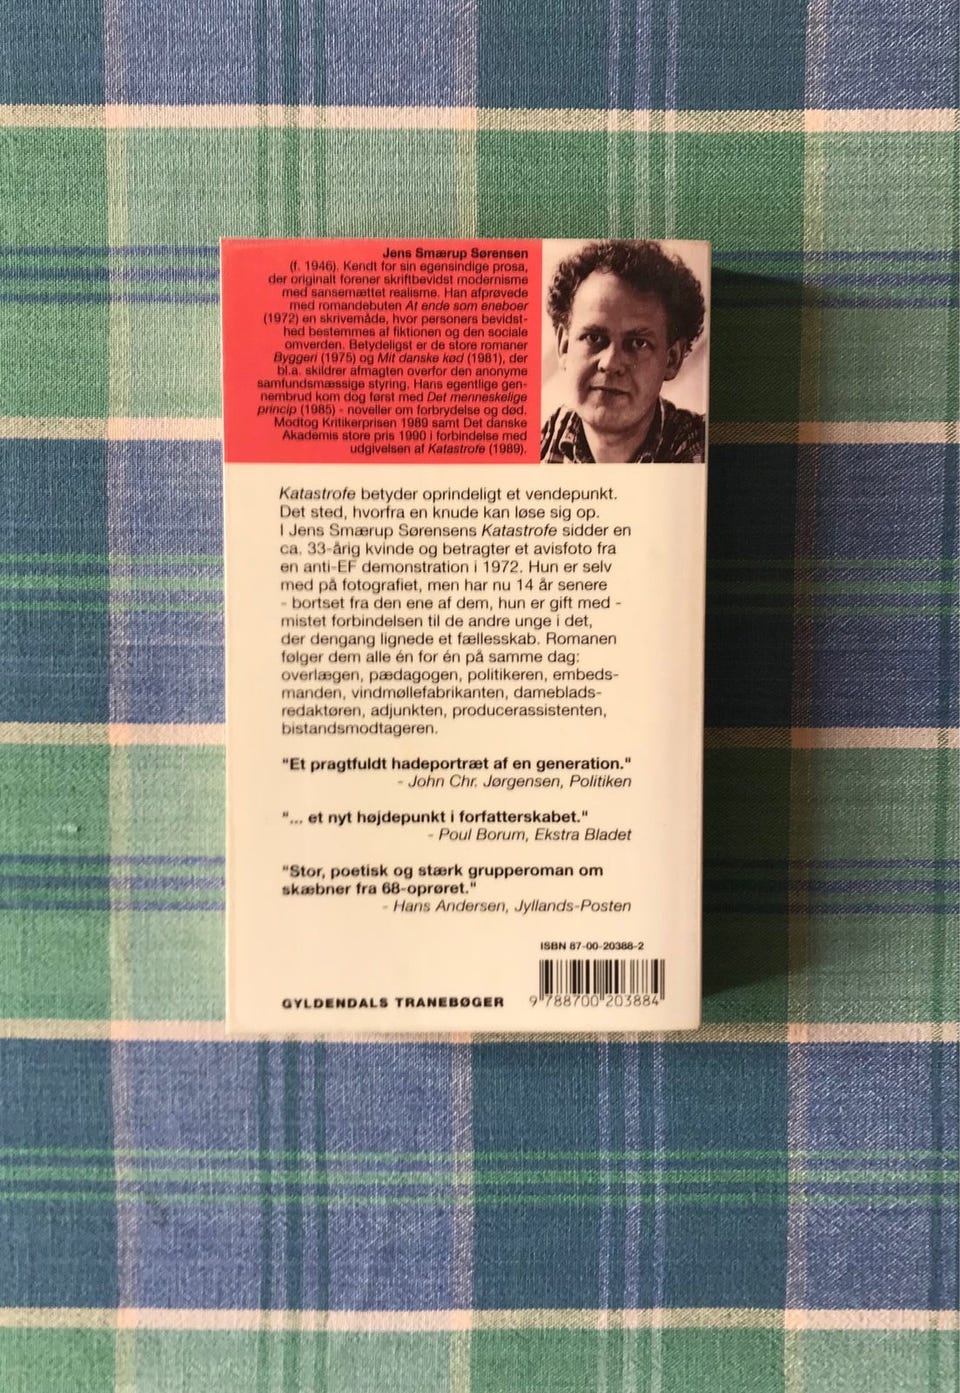 Jens Smærup Sørensen
(f. 1946). Kendt for sin egensindige prosa,
der originalt forener skriftbevidst modernisme
med sansemættet realisme. Han afprøvede
med romandebuten At ende som eneboer
(1972) en skrivemåde, hvor personers bevidst-
hed bestemmes af fiktionen og den sociale
omverden. Betydeligst er de store romaner
Byggeri (1975) og Mit danske kød (1981), der
bl.a. skildrer afmagten overfor den anonyme
samfundsmæssige styring. Hans egentlige gen-
nembrud kom dog først med Det menneskelige
princip (1985) - noveller om forbrydelse og død.
Modtog Kritikerprisen 1989 samt Det danske
Akademis store pris 1990 i forbindelse med
udgivelsen af Katastrofe (1989).
Katastrofe betyder oprindeligt et vendepunkt.
Det sted, hvorfra en knude kan løse sig op.
I Jens Smærup Sørensens Katastrofe sidder en
ca. 33-årig kvinde og betragter et avisfoto fra
en anti-EF demonstration i 1972. Hun er selv
med på fotografiet, men har nu 14 år senere
- bortset fra den ene af dem, hun er gift med -
mistet forbindelsen til de andre unge i det,
der dengang lignede et fællesskab. Romanen
følger dem alle én for én på samme dag:
overlægen, pædagogen, politikeren, embeds-
manden, vindmøllefabrikanten, dameblads-
redaktøren, adjunkten, producerassistenten,
bistandsmodtageren.
"Et pragtfuldt hadeportræt af en generation."
- John Chr. Jørgensen, Politiken
"... et nyt højdepunkt i forfatterskabet."
- Poul Borum, Ekstra Bladet
"Stor, poetisk og stærk grupperoman om
skæbner fra 68-oprøret."
- Hans Andersen, Jyllands-Posten
ISBN 87-00-20388-2
GYLDENDALS TRANEBØGER
9 788700 203884